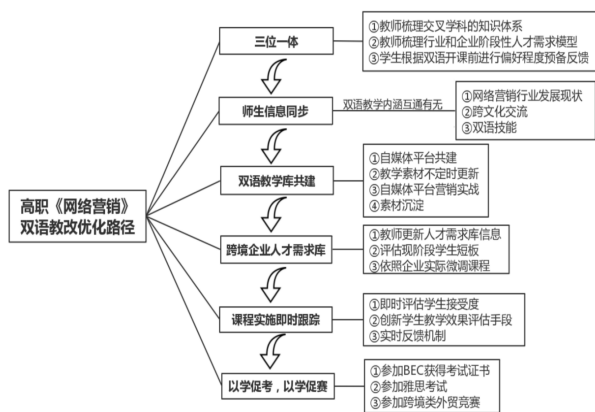 三位一体
①教师梳理交叉学科的知识体系
②教师梳理行业和企业阶段性人才需求模型
③学生根据双语开课前进行偏好程度预备反馈
师生信息同步
双语教学内涵互通有无
①网络营销行业发展现状
②跨文化交流
③双语技能
双语教学库共建
①自媒体平台共建
②教学素材不定时更新
③自媒体平台营销实战
④素材沉淀
高职《网络营销》
双语教改优化路径
跨境企业人才需求库
①教师更新人才需求库信息
②评估现阶段学生短板
③依照企业实际微调课程
课程实施即时跟踪
①即时评估学生接受度
②创新学生教学效果评估手段
③实时反馈机制
以学促考，以学促赛
①参加BEC获得考试证书
②参加雅思考试
③参加跨境类外贸竞赛